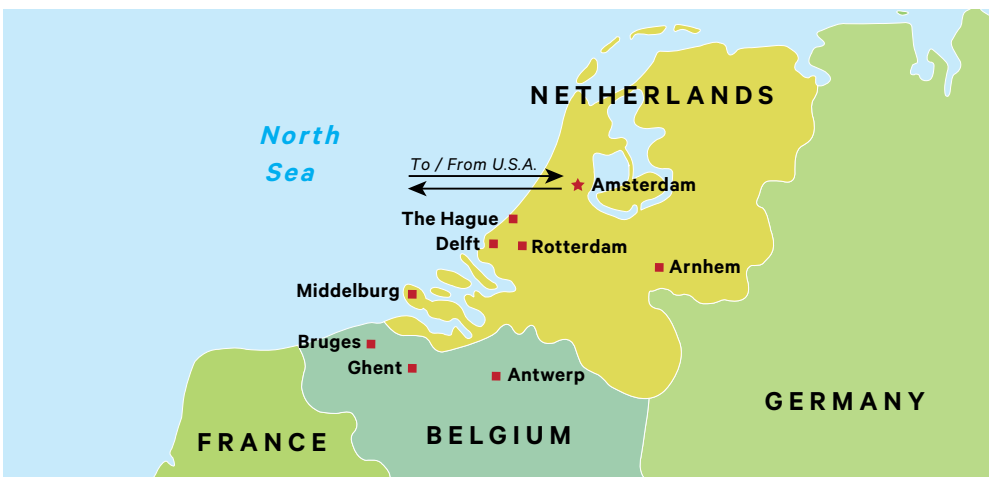 NETHERLANDS
North
Sea
To / From U.S.A.
Amsterdam
The Hague
Delft
Rotterdam
Arnhem
Middelburg
Bruges
Ghent
Antwerp
GERMANY
BELGIUM
FRANCE